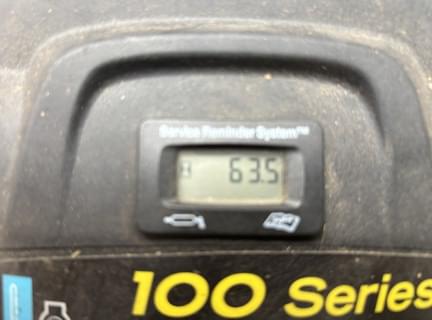 Service Reminder System™
63.5
100 Series